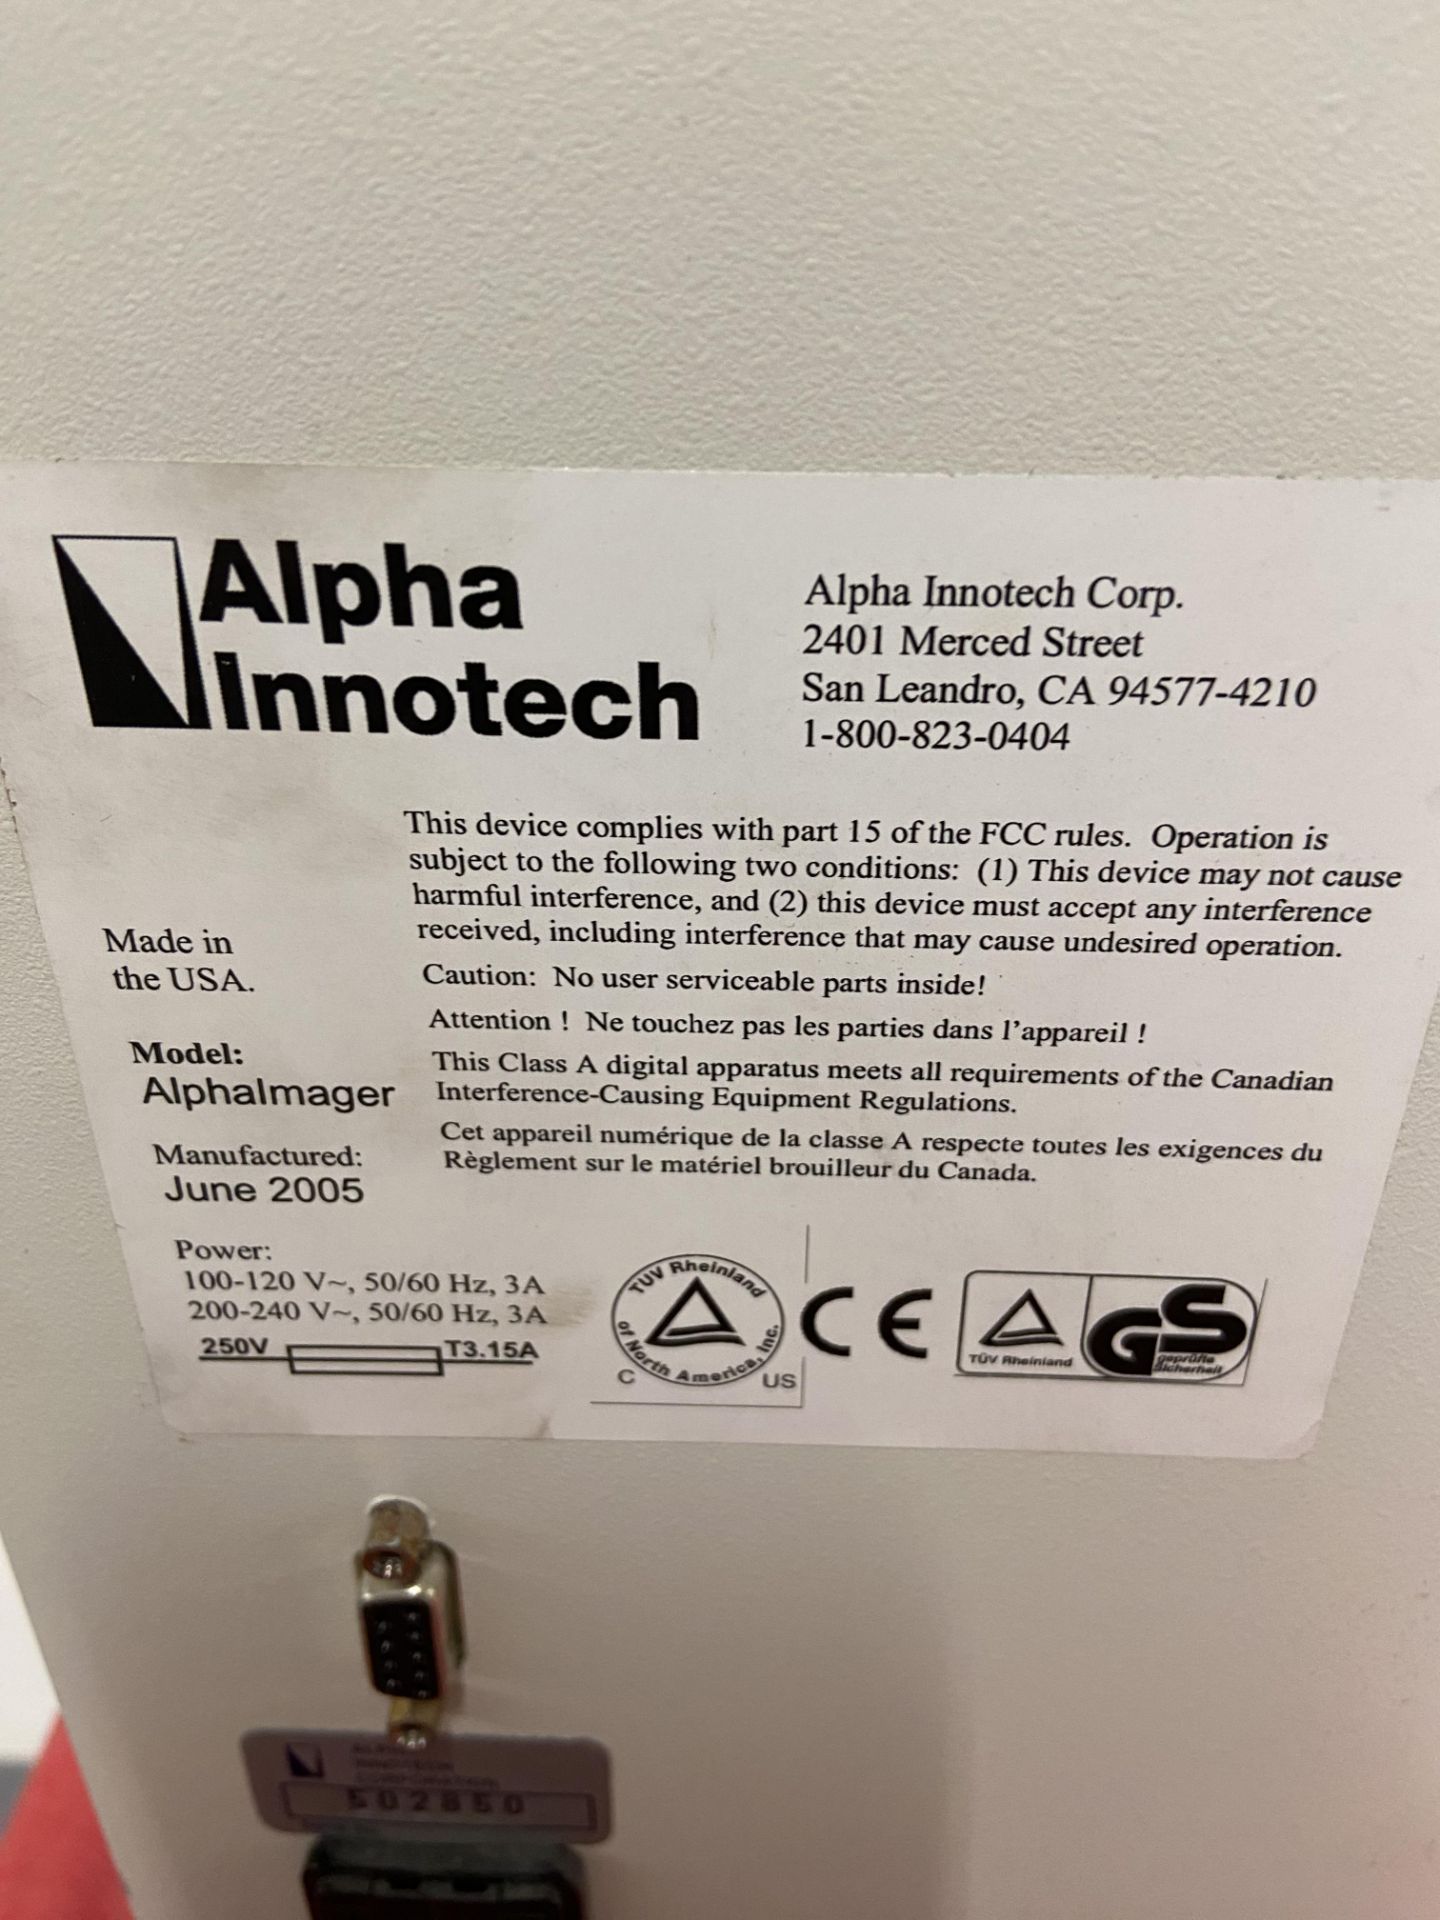 Alpha
Innotech
Alpha Innotech Corp.
2401 Merced Street
San Leandro, CA 94577-4210
1-800-823-0404
This device complies with part 15 of the FCC rules. Operation is
subject to the following two conditions: (1) This device may not cause
harmful interference, and (2) this device must accept any interference
received, including interference that may cause undesired operation.
Caution: No user serviceable parts inside!
Attention ! Ne touchez pas les parties dans l'appareil !
This Class A digital apparatus meets all requirements of the Canadian
Interference-Causing Equipment Regulations.
Cet appareil numérique de la classe A respecte toutes les exigences du
Règlement sur le matériel brouilleur du Canada.
Made in
the USA.
Model:
AlphaImager
Manufactured:
June 2005
Power:
100-120 V~, 50/60 Hz, 3A
200-240 V~, 50/60 Hz, 3A
250V T3.15A
TÜV Rheinland
of North America, Inc.
C US
CE
TÜV Rheinland
GS
geprüfte
Sicherheit
ALPHA
INNOTECH
CORPORATION